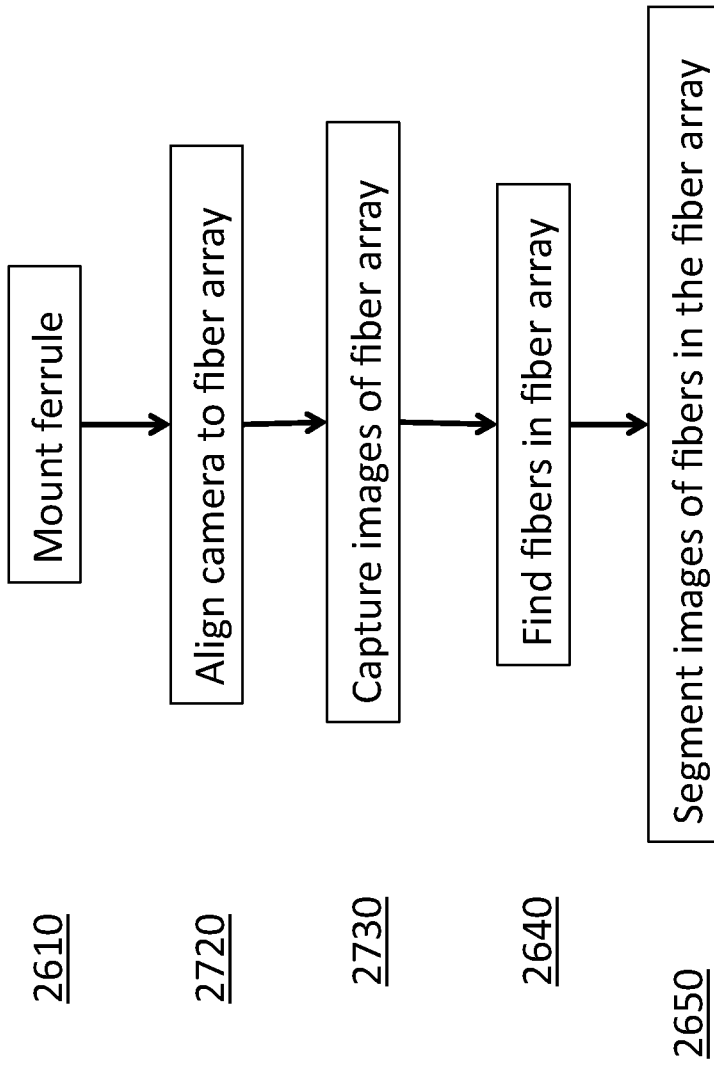 2610
Mount ferrule
2720
Align camera to fiber array
2730
Capture images of fiber array
2640
Find fibers in fiber array
2650
Segment images of fibers in the fiber array